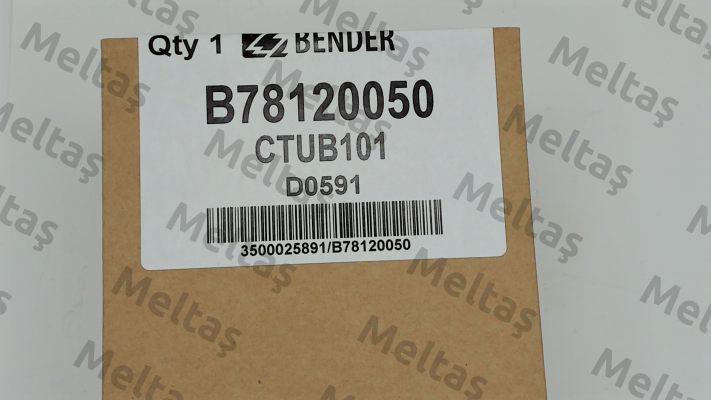 Qty 1 BENDER
B78120050
CTUB101
D0591
3500025891/B78120050
Meltaş